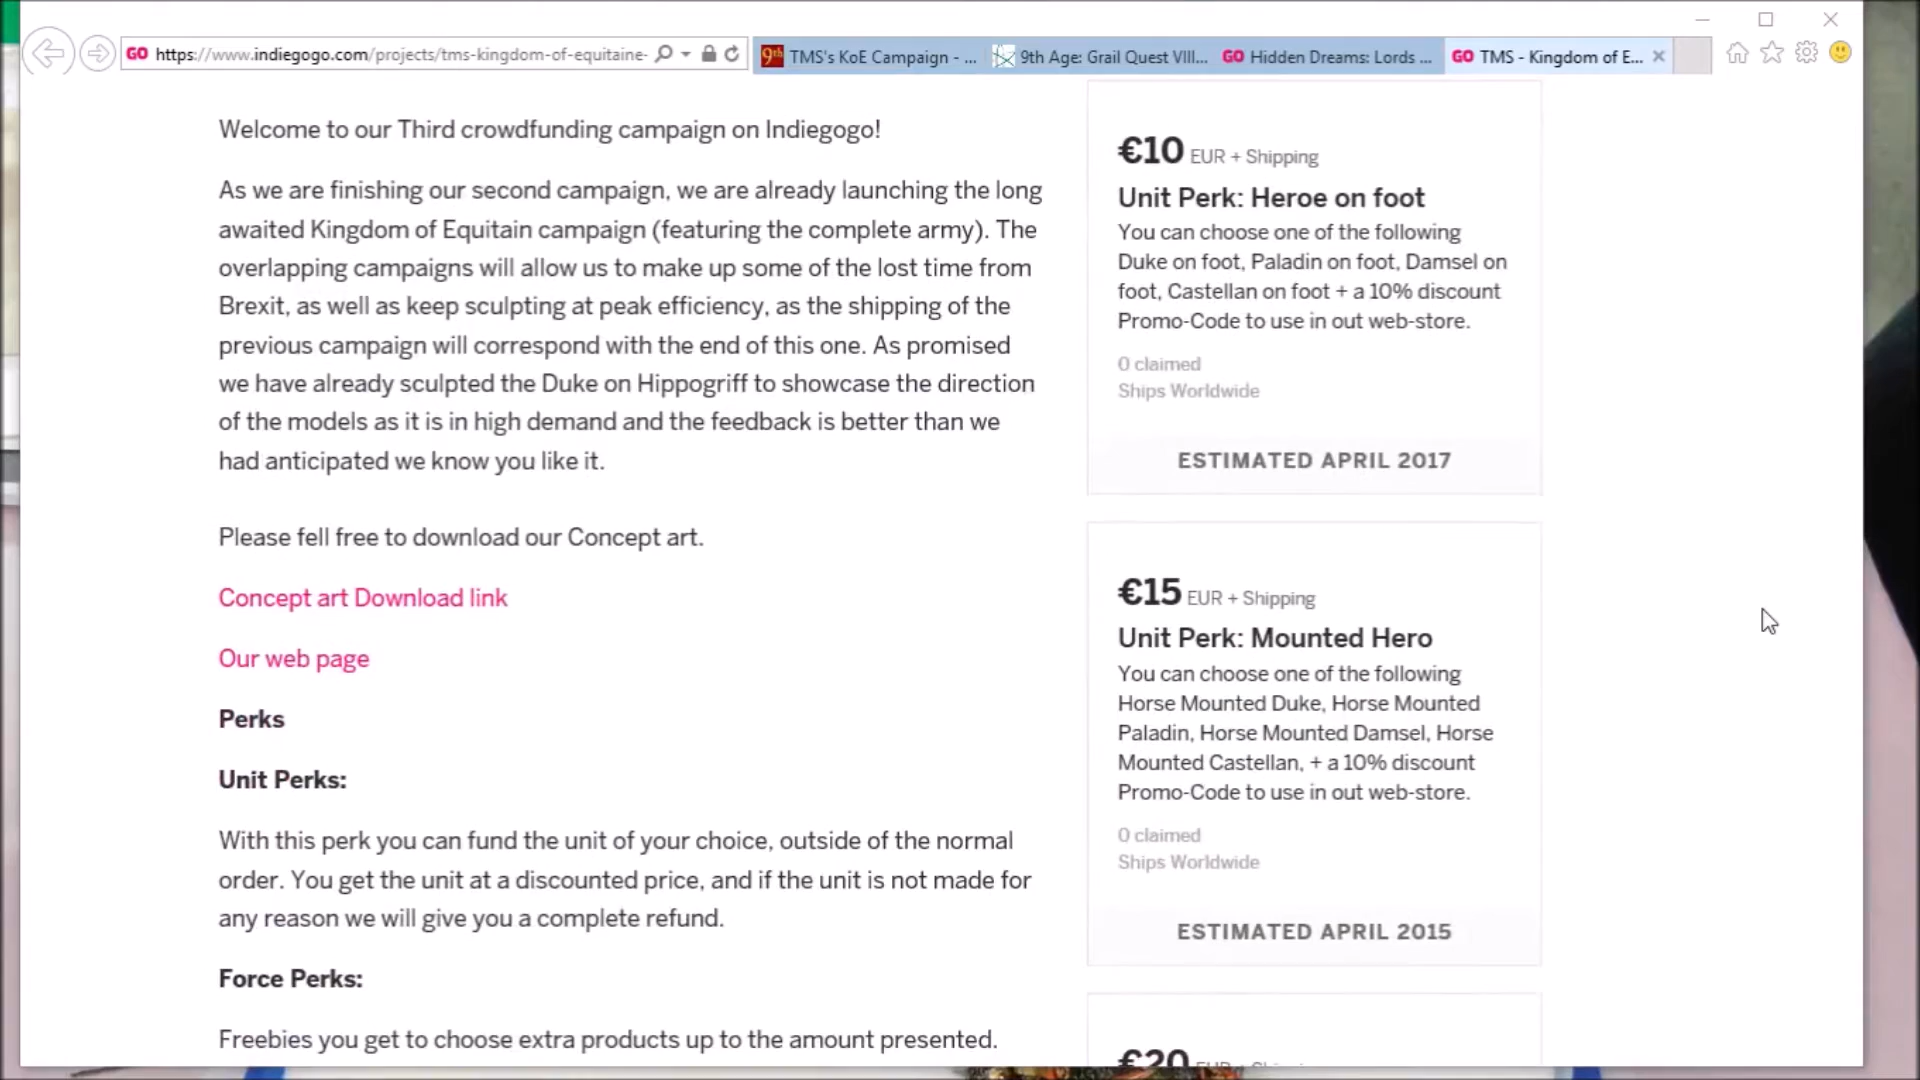 GO https://www.indiegogo.com/projects/tms-kingdom-of-equitaine-
9th TMS's KoE Campaign - ...
9th Age: Grail Quest VIII...
GO Hidden Dreams: Lords ...
GO TMS - Kingdom of E...
Welcome to our Third crowdfunding campaign on Indiegogo!
As we are finishing our second campaign, we are already launching the long
awaited Kingdom of Equitain campaign (featuring the complete army). The
overlapping campaigns will allow us to make up some of the lost time from
Brexit, as well as keep sculpting at peak efficiency, as the shipping of the
previous campaign will correspond with the end of this one. As promised
we have already sculpted the Duke on Hippogriff to showcase the direction
of the models as it is in high demand and the feedback is better than we
had anticipated we know you like it.
Please fell free to download our Concept art.
Concept art Download link
Our web page
Perks
Unit Perks:
With this perk you can fund the unit of your choice, outside of the normal
order. You get the unit at a discounted price, and if the unit is not made for
any reason we will give you a complete refund.
Force Perks:
Freebies you get to choose extra products up to the amount presented.
€10 EUR + Shipping
Unit Perk: Heroe on foot
You can choose one of the following
Duke on foot, Paladin on foot, Damsel on
foot, Castellan on foot + a 10% discount
Promo-Code to use in out web-store.
0 claimed
Ships Worldwide
ESTIMATED APRIL 2017
€15 EUR + Shipping
Unit Perk: Mounted Hero
You can choose one of the following
Horse Mounted Duke, Horse Mounted
Paladin, Horse Mounted Damsel, Horse
Mounted Castellan, + a 10% discount
Promo-Code to use in out web-store.
0 claimed
Ships Worldwide
ESTIMATED APRIL 2015
€20